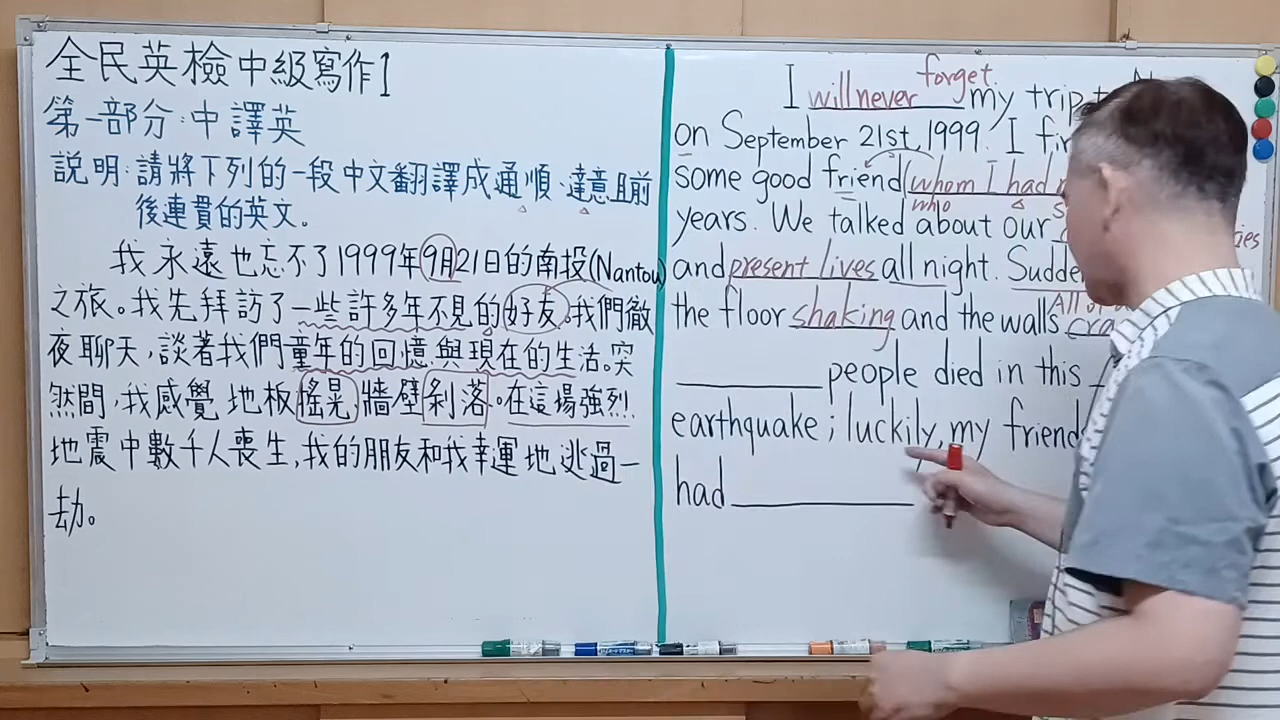 全民英檢中級寫作1
第一部分:中譯英
說明:請將下列的一段中文翻譯成通順、達意且前
後連貫的英文。
我永遠也忘不了1999年9月21日的南投(Nantou)
之旅。我先拜訪了一些許多年不見的好友。我們徹
夜聊天,談著我們童年的回憶與現在的生活。突
然間,我感覺地板搖晃牆壁剝落。在這場強烈
地震中數千人喪生,我的朋友和我幸運地逃過一
劫。
I will never forget my trip
on September 21st, 1999. I
some good friend whom I had
who
years. We talked about our
and present lives all night.
the floor shaking and the walls
people died in this
earthquake; luckily, my friends
had